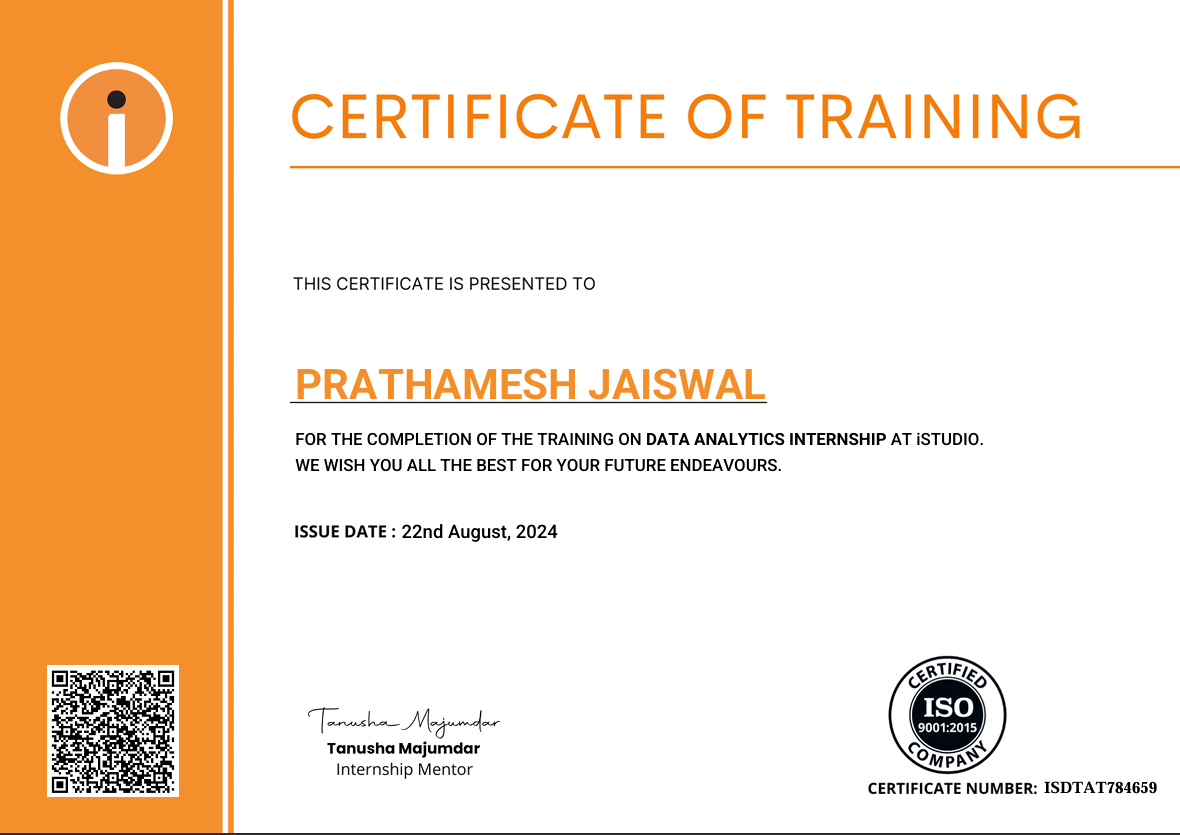 i
CERTIFICATE OF TRAINING
THIS CERTIFICATE IS PRESENTED TO
PRATHAMESH JAISWAL
FOR THE COMPLETION OF THE TRAINING ON DATA ANALYTICS INTERNSHIP AT iSTUDIO.
WE WISH YOU ALL THE BEST FOR YOUR FUTURE ENDEAVOURS.
ISSUE DATE : 22nd August, 2024
Tanusha Majumdar
Tanusha Majumdar
Internship Mentor
CERTIFIED
ISO
9001:2015
COMPANY
CERTIFICATE NUMBER: ISDTAT784659